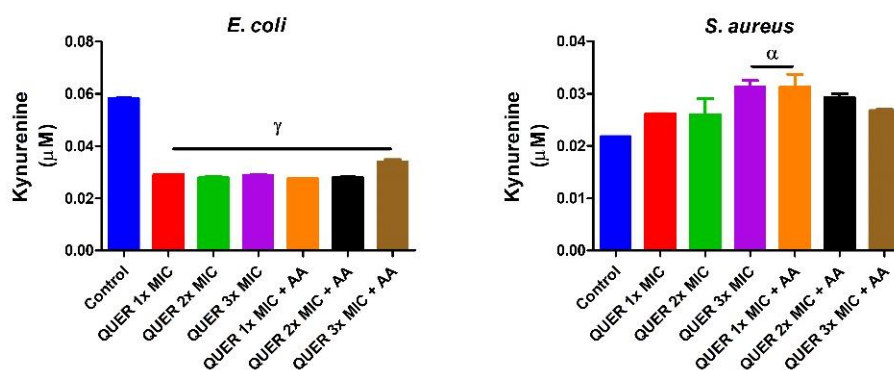 E. coli
Kynurenine
(μM)
0.08
0.06
0.04
0.02
0.00
γ
Control
QUER 1x MIC
QUER 2x MIC
QUER 3x MIC
QUER 1x MIC + AA
QUER 2x MIC + AA
QUER 3x MIC + AA
S. aureus
Kynurenine
(μM)
0.04
0.03
0.02
0.01
0.00
α
Control
QUER 1x MIC
QUER 2x MIC
QUER 3x MIC
QUER 1x MIC + AA
QUER 2x MIC + AA
QUER 3x MIC + AA